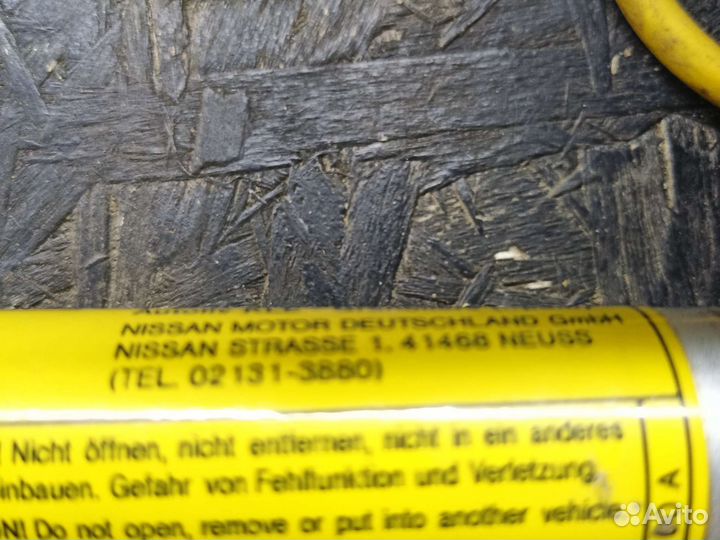 NISSAN MOTOR DEUTSCHLAND GmbH
NISSAN STRASSE 1, 41468 NEUSS
(TEL. 02131-3880)
! Nicht öffnen, nicht entfernen, nicht in ein anderes
inbauen. Gefahr von Fehlfunktion und Verletzung.
N! Do not open, remove or put into another vehicle
A
Avito